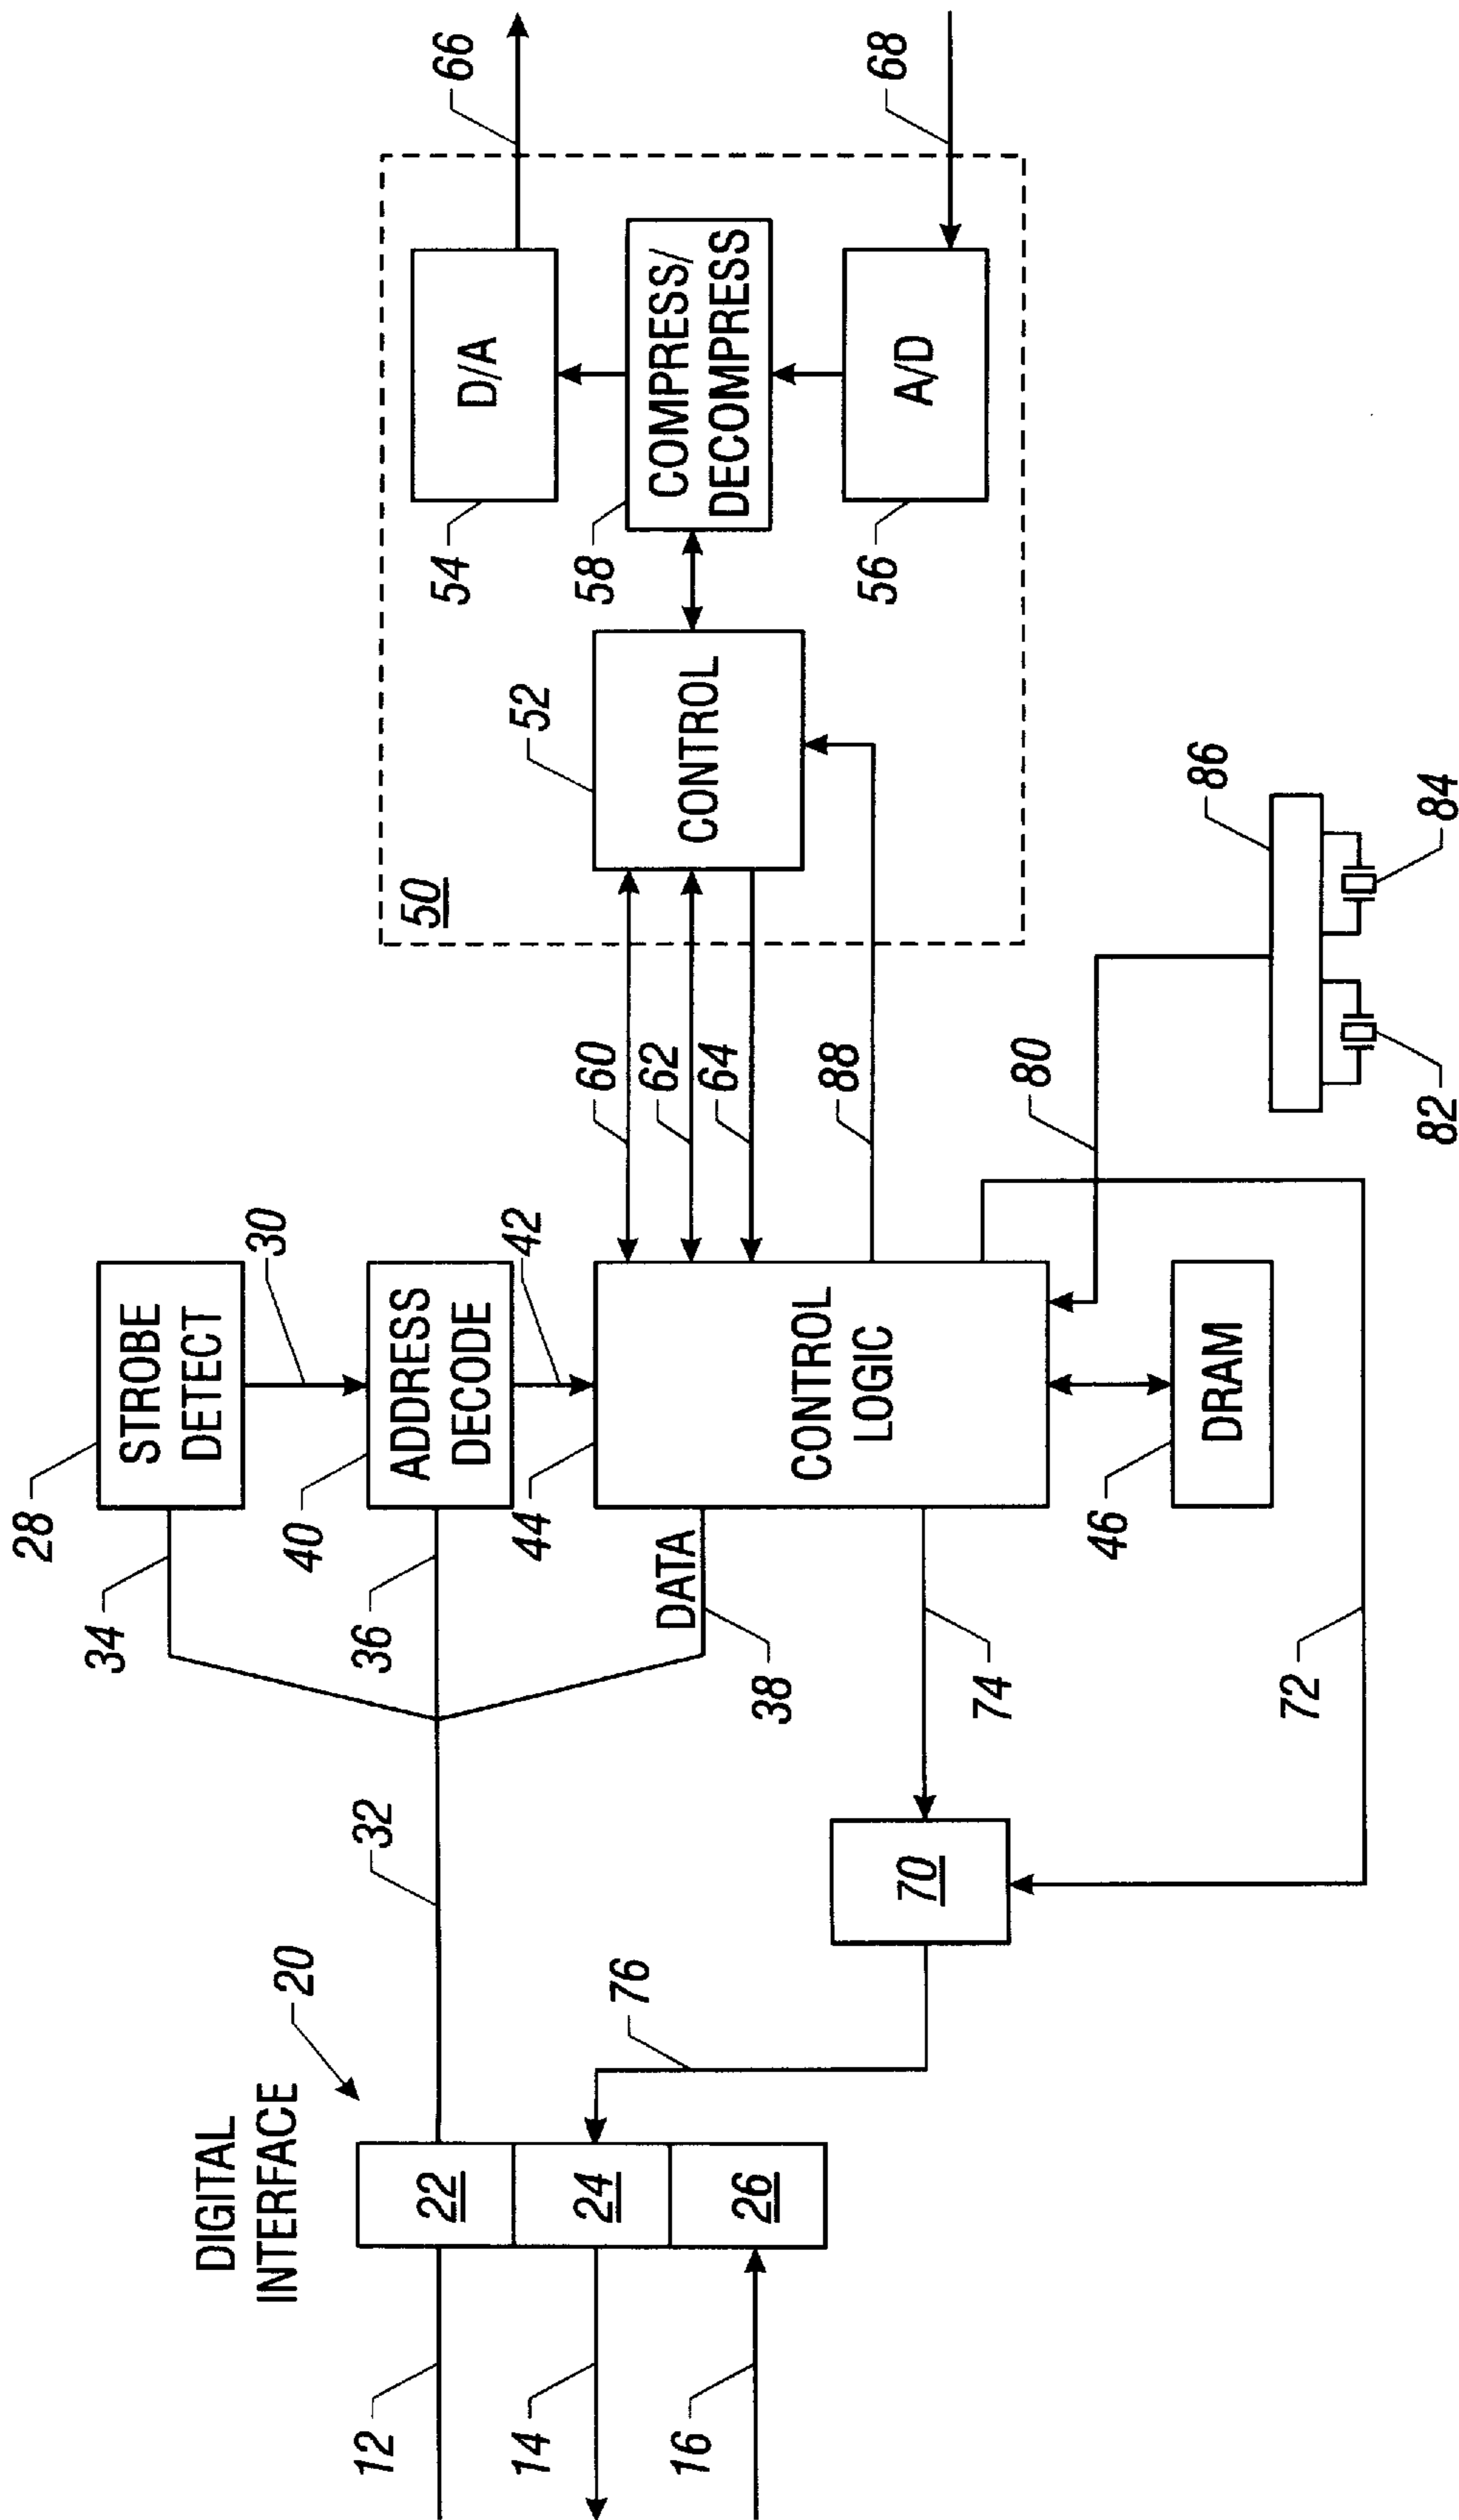 DIGITAL
INTERFACE
20
12
14
16
22
24
26
32
34
36
DATA
38
28
STROBE
DETECT
30
40
ADDRESS
DECODE
42
44
CONTROL
LOGIC
46
DRAM
70
72
74
76
60
62
64
88
80
82
84
86
50
52
CONTROL
54
D/A
58
COMPRESS/
DECOMPRESS
56
A/D
66
68